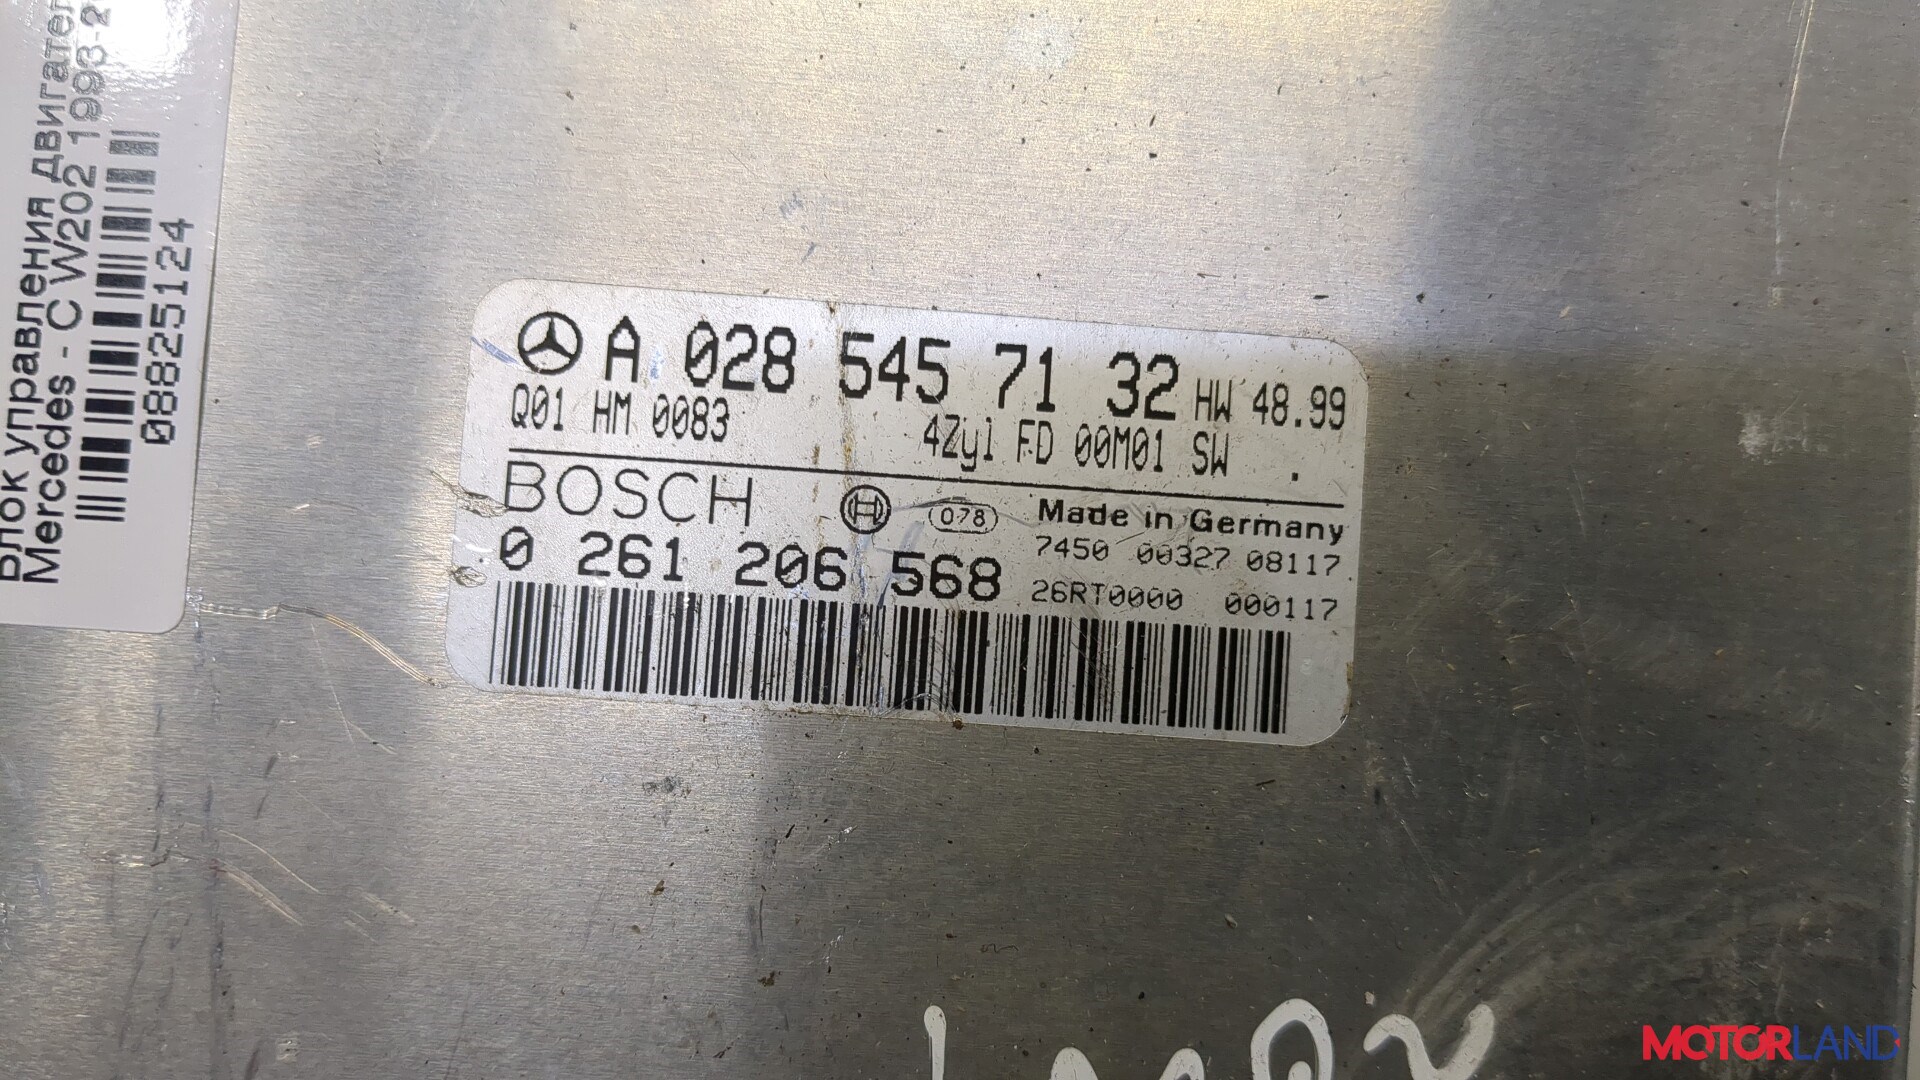 Блок управления
Mercedes - C W202 1993-2
08825124
A 028 545 71 32 HW 48.99
Q01 HM 0083 4Zyl FD 00M01 SW .
BOSCH 078 Made in Germany
0 261 206 568 7450 00327 08117
26RT0000 000117
MOTORLAND